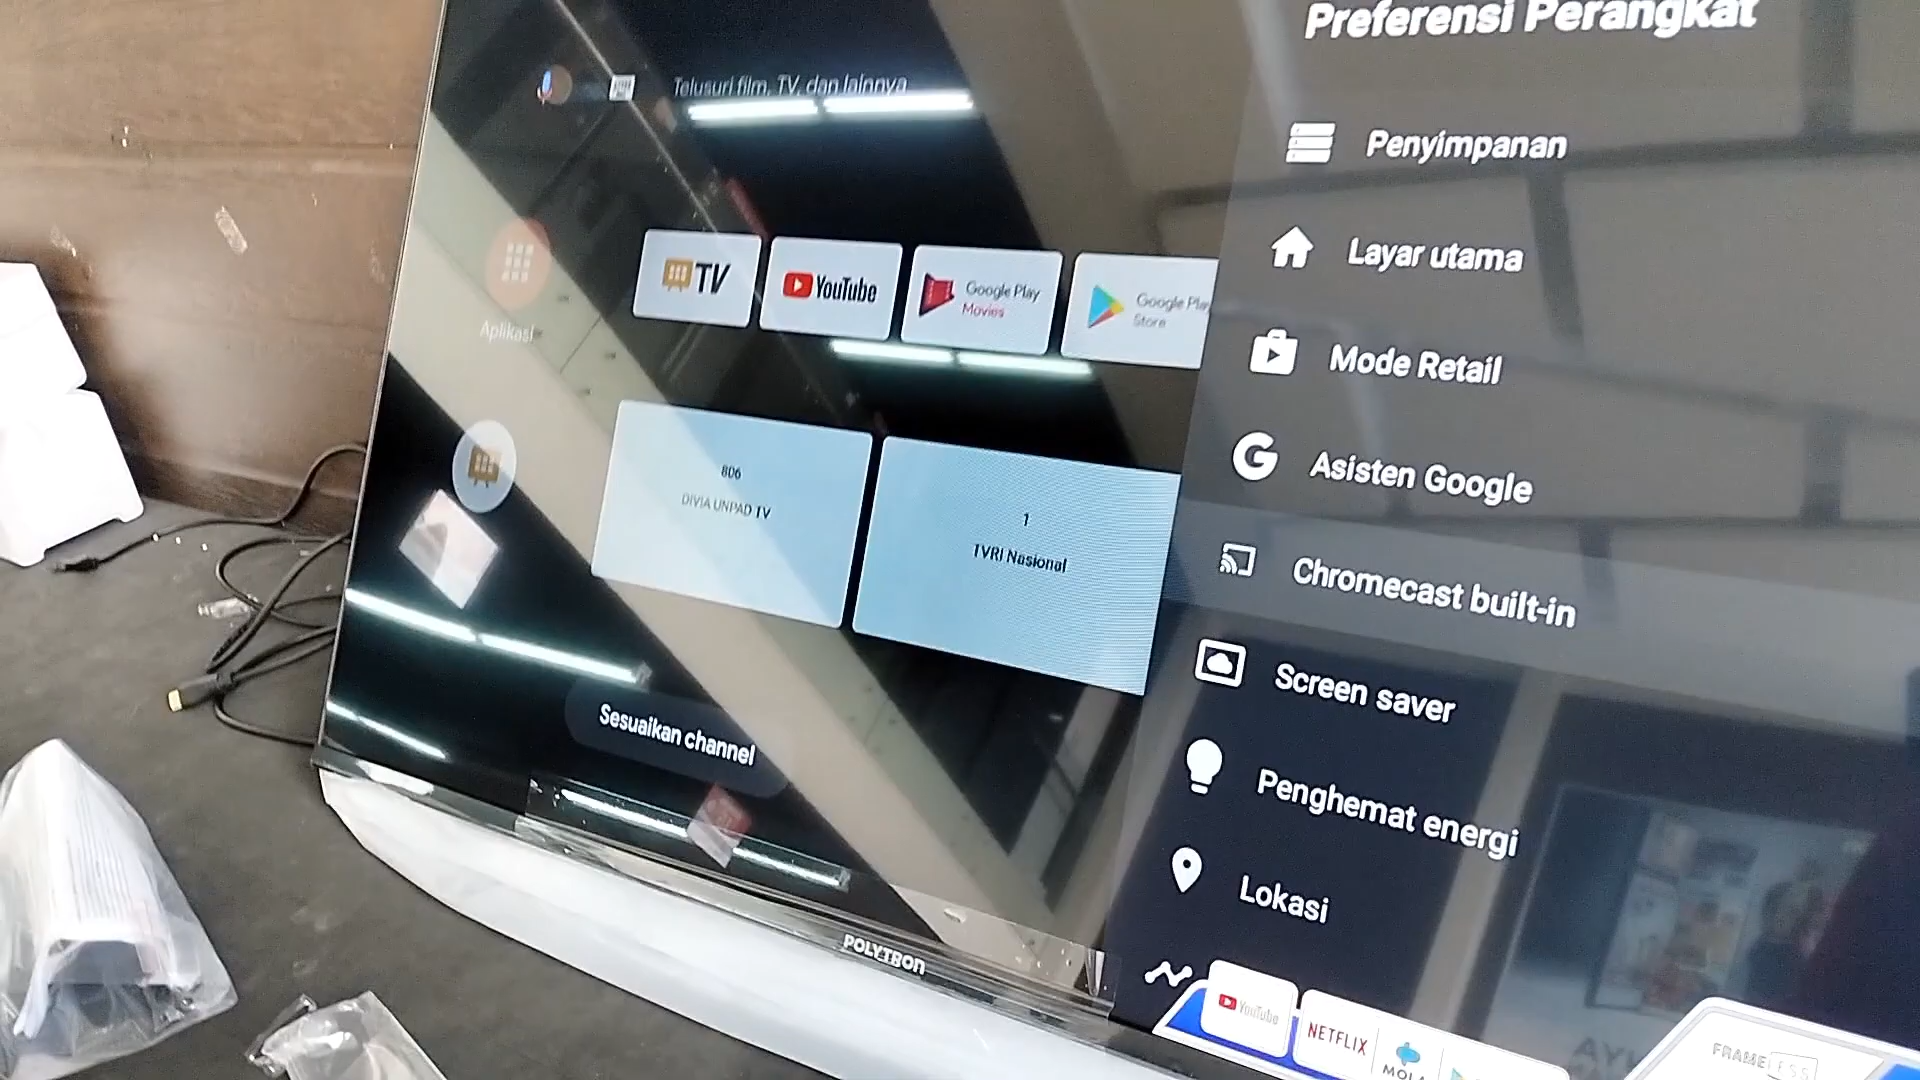 Preferensi Perangkat
Telusuri film, TV, dan lainnya
Penyimpanan
Layar utama
TV
YouTube
Google Play
Movies
Google Play
Store
Aplikasi
Mode Retail
Asisten Google
806
DIVIA UNPAD TV
1
TVRI Nasional
Chromecast built-in
Screen saver
Sesuaikan channel
Penghemat energi
Lokasi
POLYTRON
YouTube
NETFLIX
MOLA
FRAMELESS